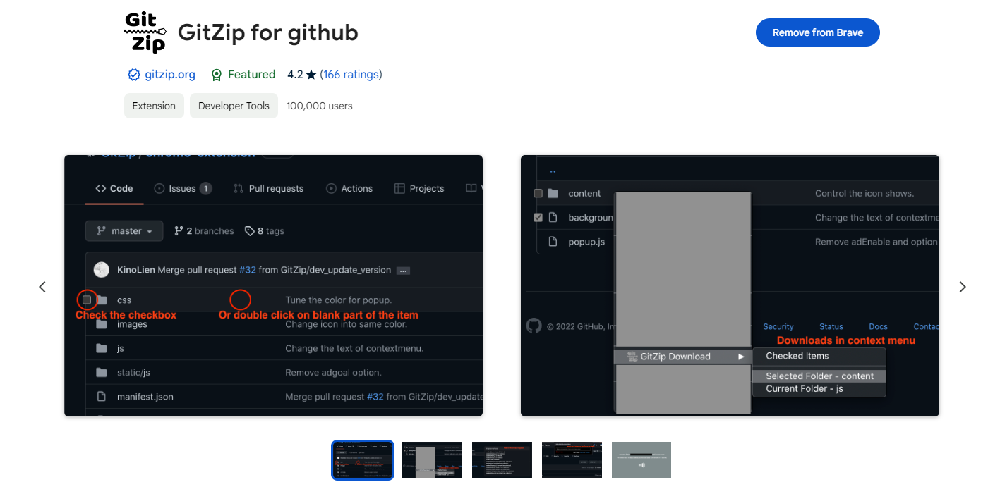 Git
Zip
GitZip for github
Remove from Brave
gitzip.org
Featured
4.2 ★ (166 ratings)
Extension
Developer Tools
100,000 users
GitZip / chrome-extension
<> Code
Issues 1
Pull requests
Actions
Projects
master
2 branches
8 tags
KinoLien Merge pull request #32 from GitZip/dev_update_version ...
css Tune the color for popup.
Check the checkbox Or double click on blank part of the item
images Change icon into same color.
js Change the text of contextmenu.
static/js Remove adgoal option.
manifest.json Merge pull request #32 from GitZip/dev_update
..
content Control the icon shows.
backgroun Change the text of contextme
popup.js Remove adEnable and option
© 2022 GitHub, In
Security Status Docs Contac
Downloads in context menu
Git
Zip
GitZip Download
Checked Items
Selected Folder - content
Current Folder - js